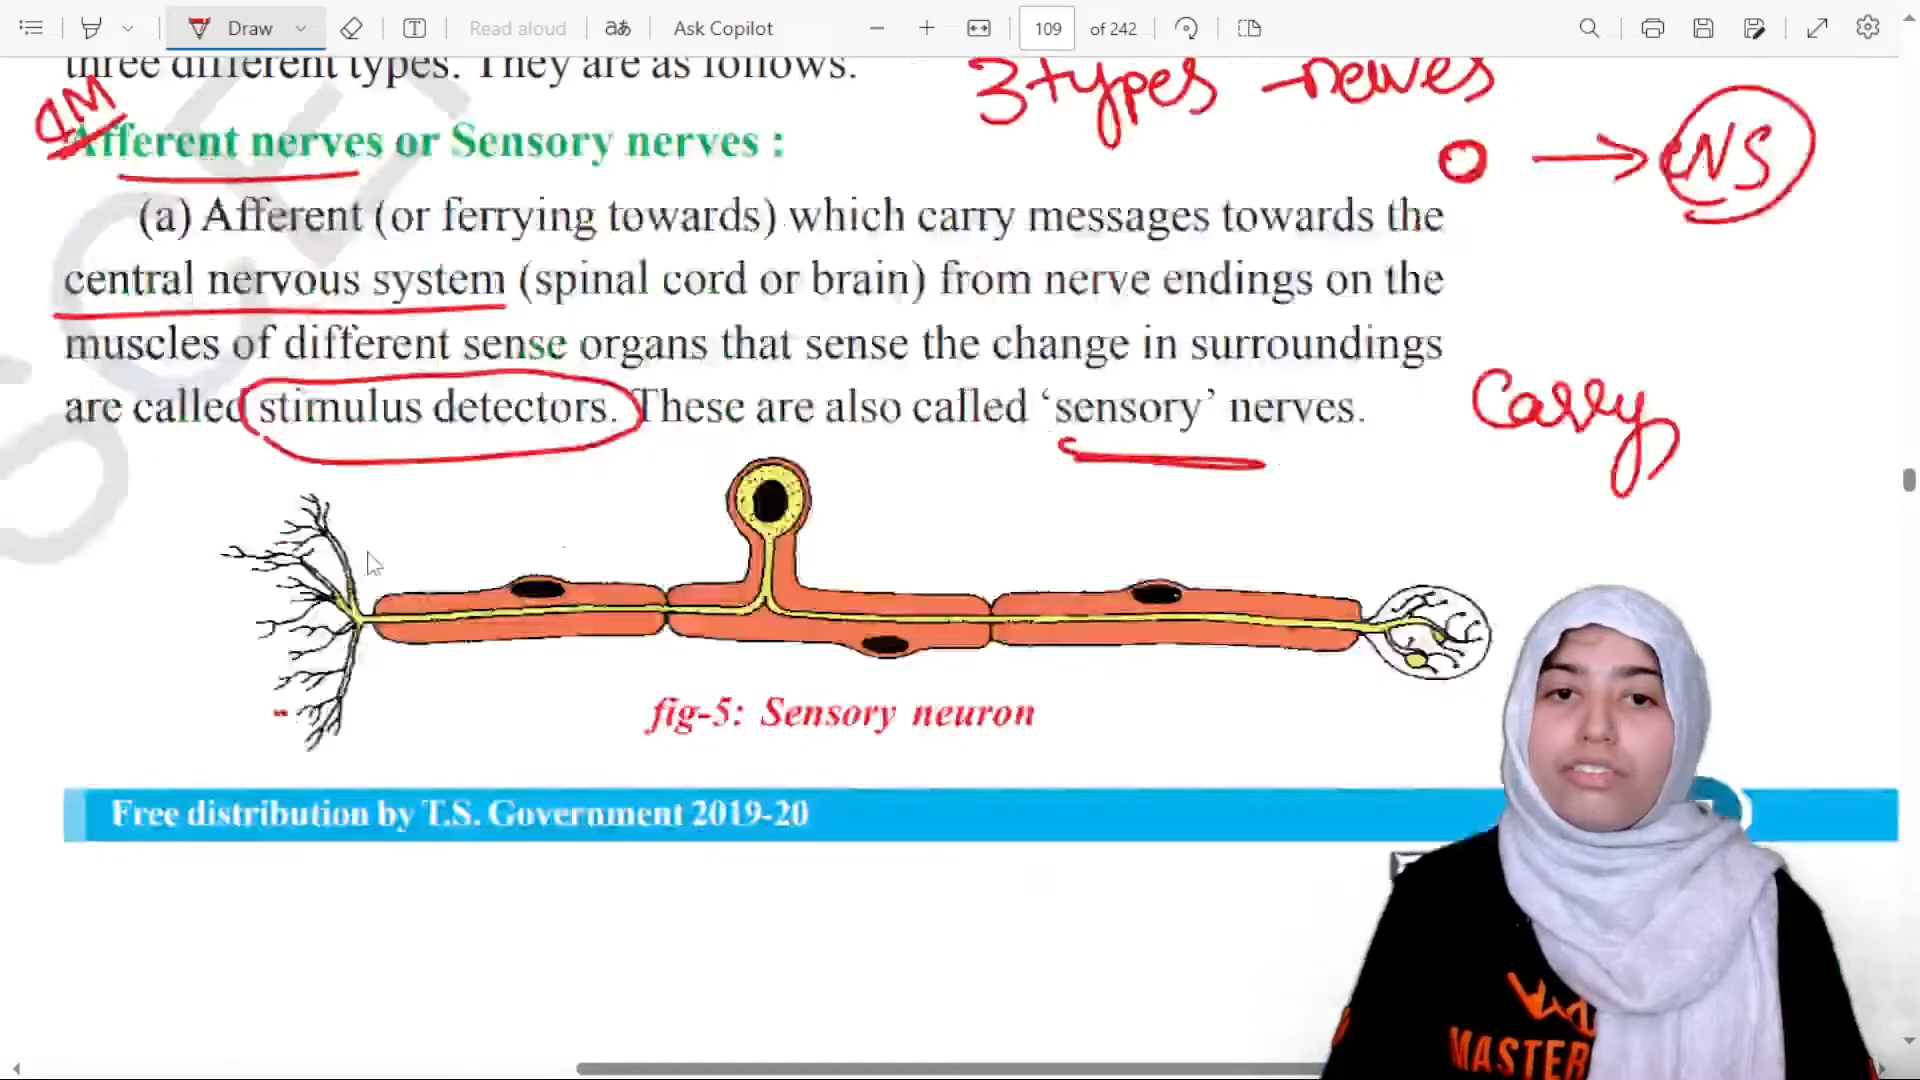 Draw
Read aloud
aあ
Ask Copilot
109
of 242
three different types. They are as follows.
3 types nerves
4M
Afferent nerves or Sensory nerves :
CNS
(a) Afferent (or ferrying towards) which carry messages towards the
central nervous system (spinal cord or brain) from nerve endings on the
muscles of different sense organs that sense the change in surroundings
are called stimulus detectors. These are also called ‘sensory’ nerves.
Carry
fig-5: Sensory neuron
Free distribution by T.S. Government 2019-20
MASTER